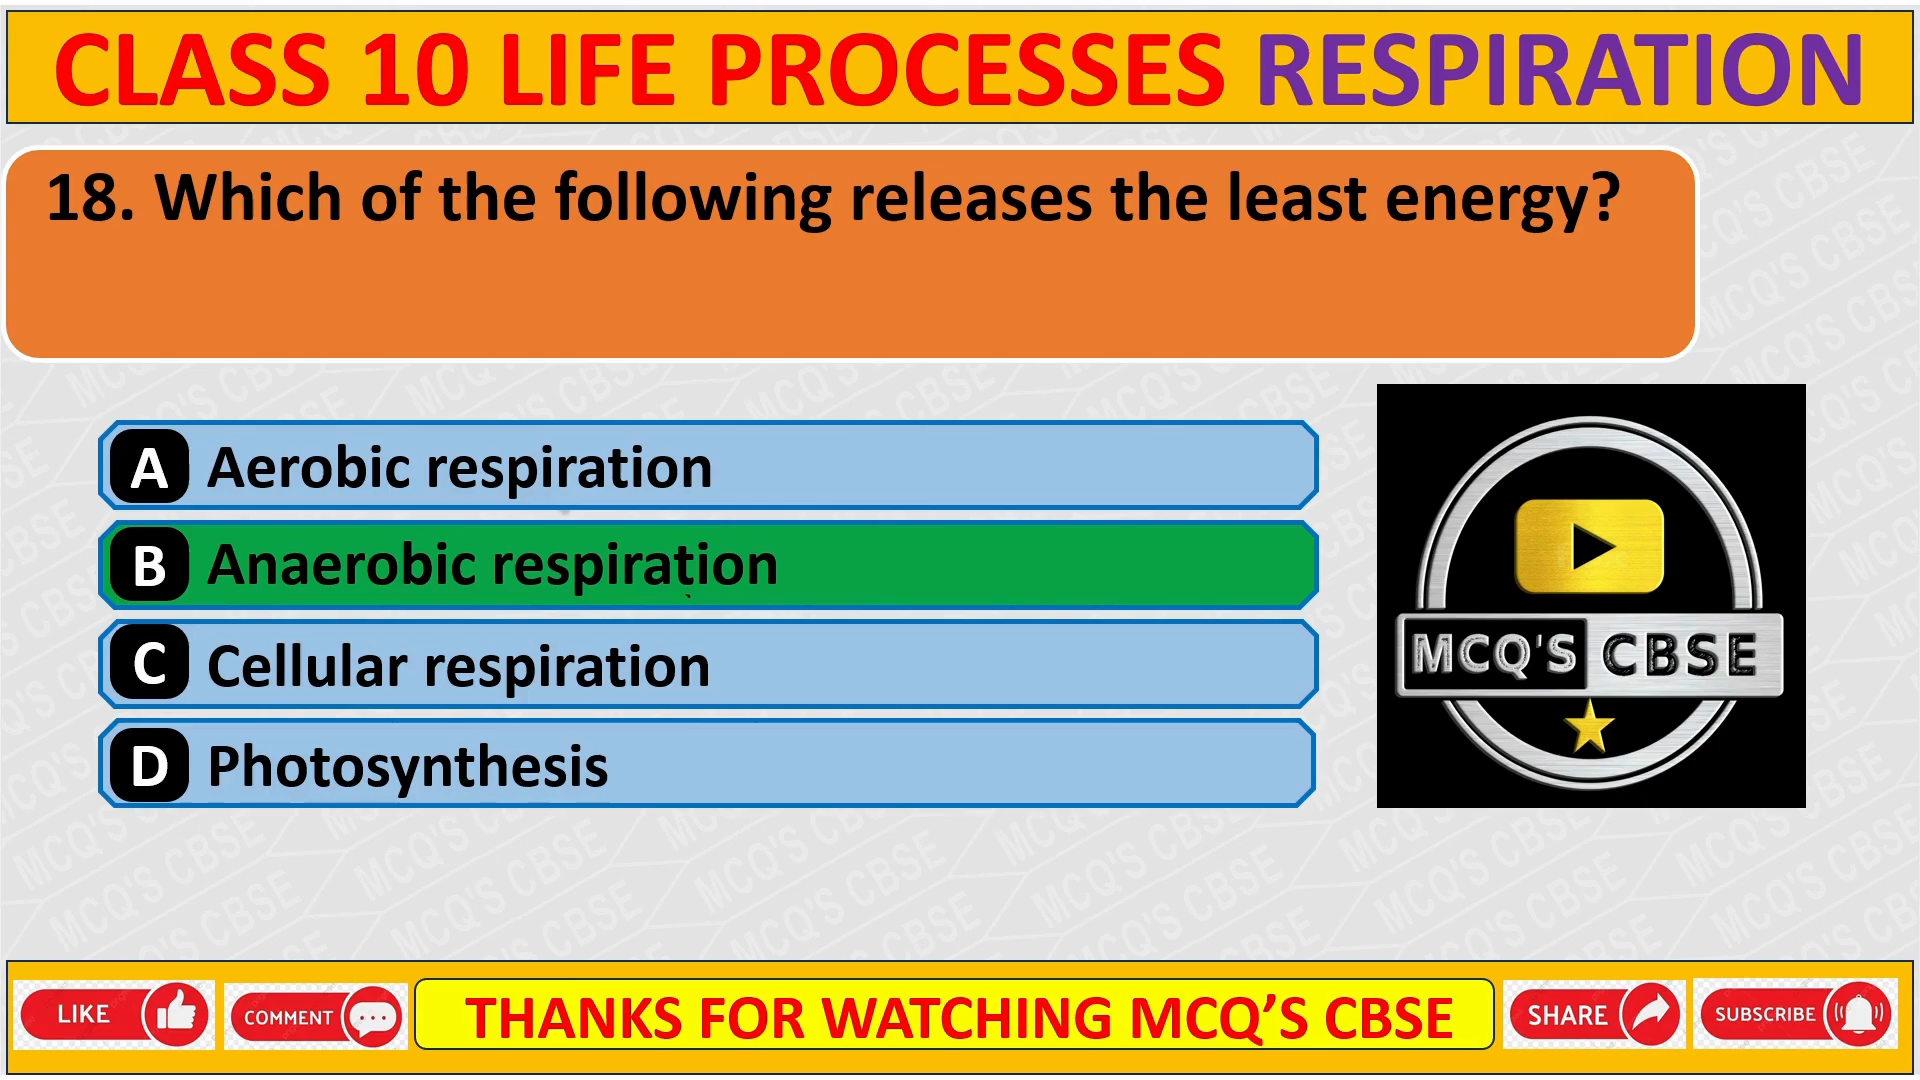 CLASS 10 LIFE PROCESSES RESPIRATION
18. Which of the following releases the least energy?
A Aerobic respiration
B Anaerobic respiration
C Cellular respiration
D Photosynthesis
MCQ'S CBSE
LIKE
COMMENT
THANKS FOR WATCHING MCQ’S CBSE
SHARE
SUBSCRIBE